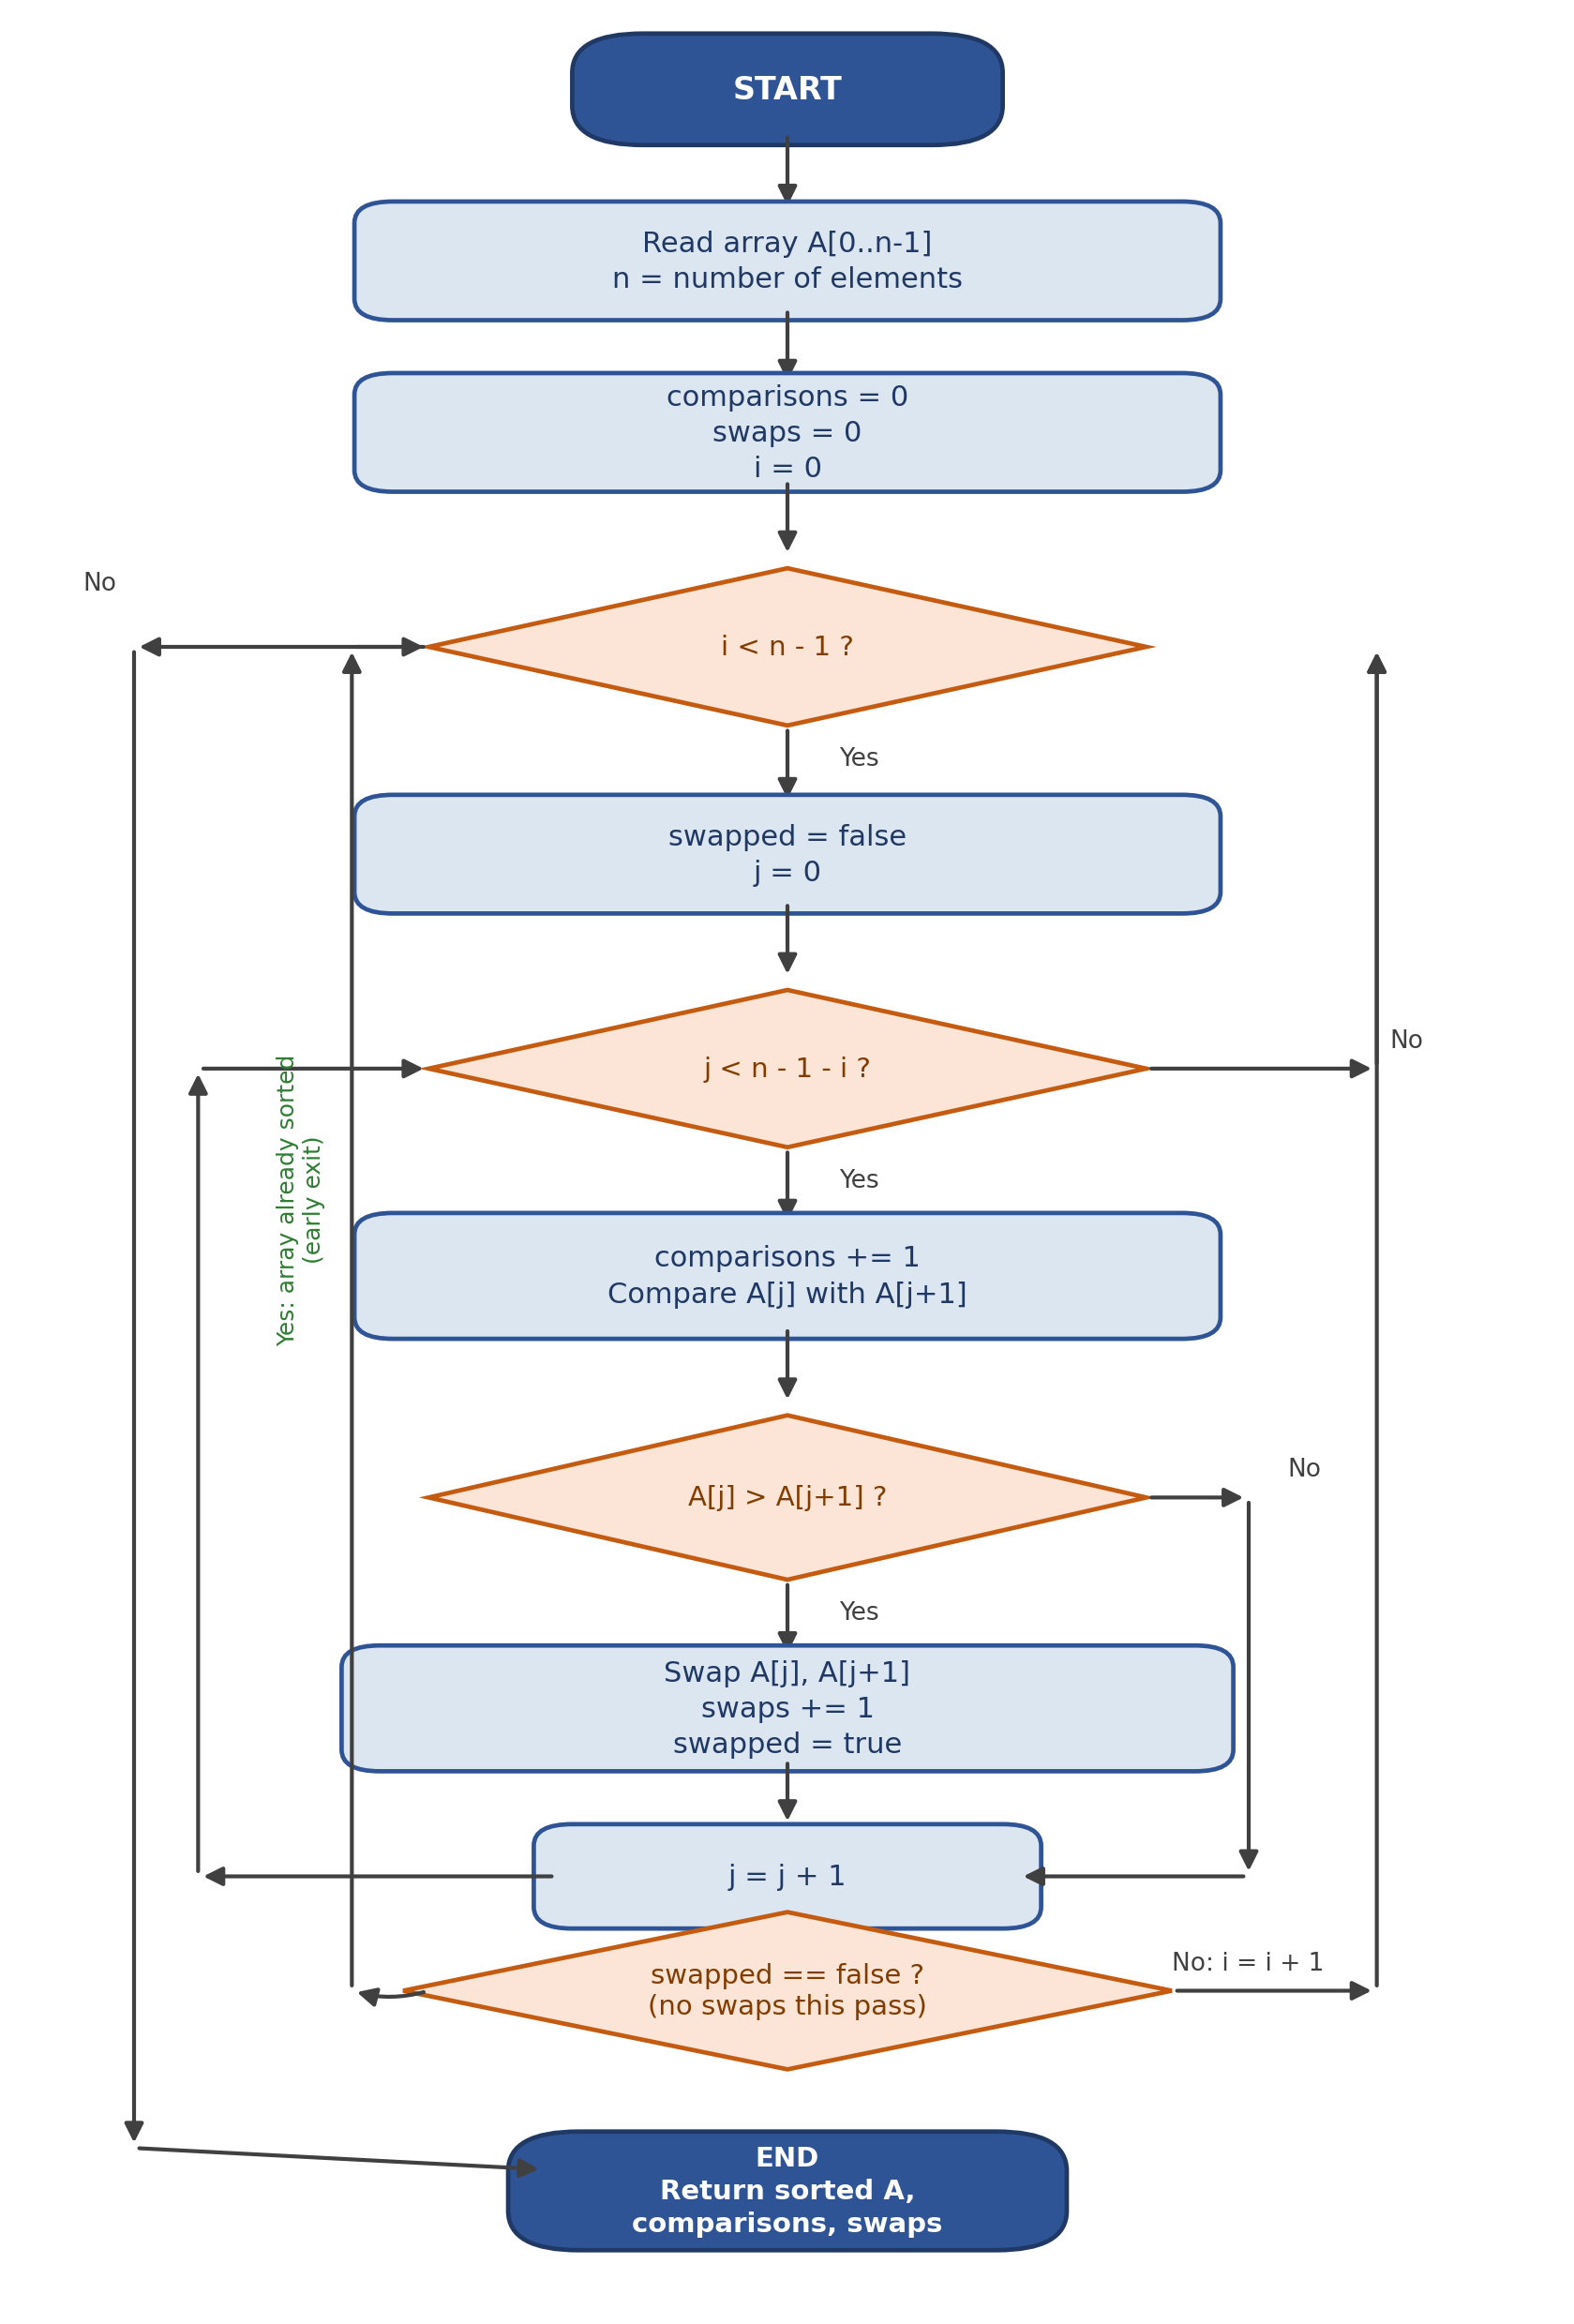 START
Read array A[0..n-1]
n = number of elements
comparisons = 0
swaps = 0
i = 0
No
i < n - 1 ?
Yes
swapped = false
j = 0
No
j < n - 1 - i ?
Yes: array already sorted
(early exit)
Yes
comparisons += 1
Compare A[j] with A[j+1]
No
A[j] > A[j+1] ?
Yes
Swap A[j], A[j+1]
swaps += 1
swapped = true
j = j + 1
No: i = i + 1
swapped == false ?
(no swaps this pass)
END
Return sorted A,
comparisons, swaps